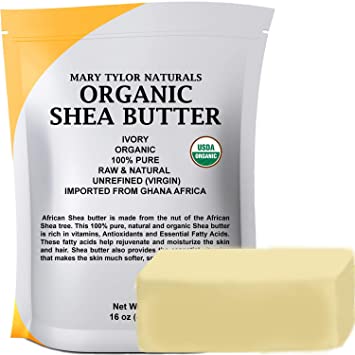 MARY TYLOR NATURALS
ORGANIC
SHEA BUTTER
IVORY
ORGANIC
100% PURE
RAW & NATURAL
UNREFINED (VIRGIN)
IMPORTED FROM GHANA AFRICA
USDA
ORGANIC
African Shea butter is made from the nut of the African
Shea tree. This 100% pure, natural and organic Shea butter
is rich in vitamins, Antioxidants and Essential Fatty Acids.
These fatty acids help rejuvenate and moisturize the skin
and hair. Shea butter also provides the
that makes the skin much softer,
Net
16 oz